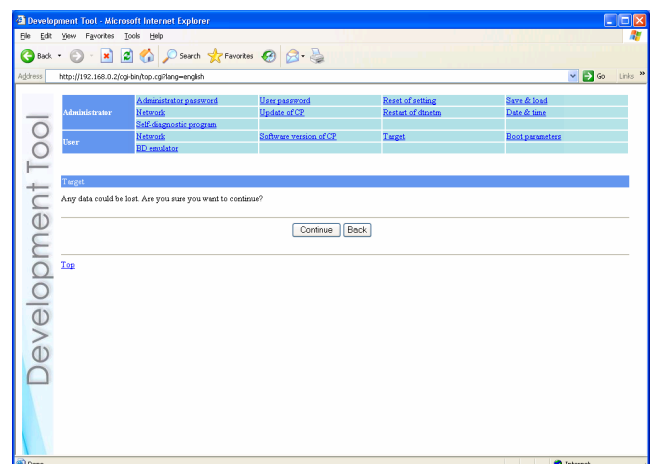 Development Tool - Microsoft Internet Explorer
File Edit View Favorites Tools Help
Back Search Favorites
Address http://192.168.0.2/cgi-bin/top.cgi?lang=english Go Links »
Development Tool
Administrator Administrator password User password Reset of setting Save & load
Network Update of CP Restart of dtnetm Date & time
Self-diagnostic program
User Network Software version of CP Target Boot parameters
BD emulator
Target
Any data could be lost. Are you sure you want to continue?
Continue Back
Top
Done Internet